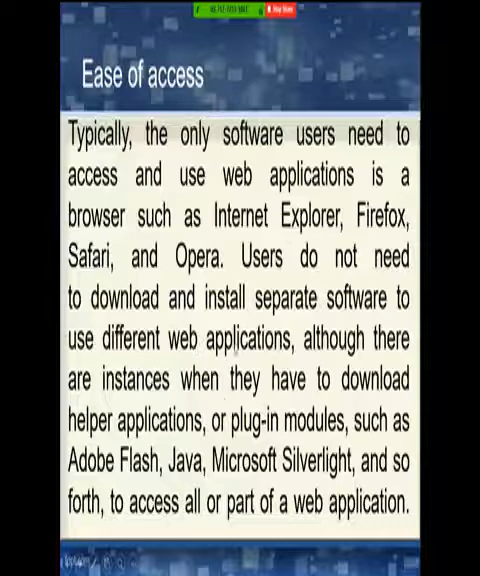 Ease of access
Typically, the only software users need to
access and use web applications is a
browser such as Internet Explorer, Firefox,
Safari, and Opera. Users do not need
to download and install separate software to
use different web applications, although there
are instances when they have to download
helper applications, or plug-in modules, such as
Adobe Flash, Java, Microsoft Silverlight, and so
forth, to access all or part of a web application.